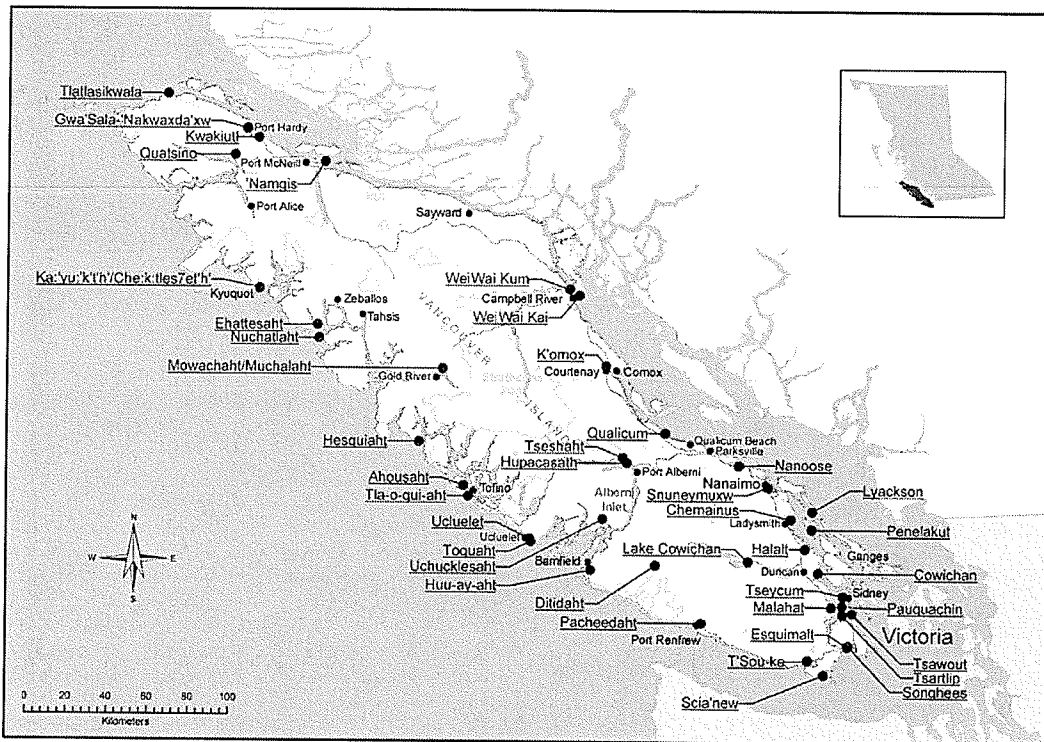 Tlatlasikwala
Gwa'Sala-'Nakwaxda'xw
Port Hardy
Kwakiutl
Quatsino
Port McNeill
'Namgis
Port Alice
Sayward
Ka:'yu:'k't'h'/Che:k:tles7et'h'
Kyuquot
Wei Wai Kum
Campbell River
Wei Wai Kai
Zeballos
Tahsis
VANCOUVER
ISLAND
Ehattesaht
Nuchatlaht
Mowachaht/Muchalaht
Gold River
K'omox
Courtenay
Comox
Hesquiaht
Qualicum
Qualicum Beach
Parksville
Tseshaht
Hupacasath
Port Alberni
Nanoose
Ahousaht
Tofino
Tla-o-qui-aht
Nanaimo
Snuneymuxw
Alberni
Inlet
Chemainus
Ladysmith
Lyackson
Penelakut
Ucluelet
Ucluelet
Toquaht
Uchucklesaht
Bamfield
Huu-ay-aht
Lake Cowichan
Halalt
Ganges
Duncan
Cowichan
Ditidaht
Tseycum
Sidney
Malahat
Pauquachin
Pacheedaht
Port Renfrew
Esquimalt
Victoria
T'Sou-ke
Tsawout
Tsartlip
Songhees
Scia'new
N
W
E
S
0 10 20 40 60 80 100
Kilometers